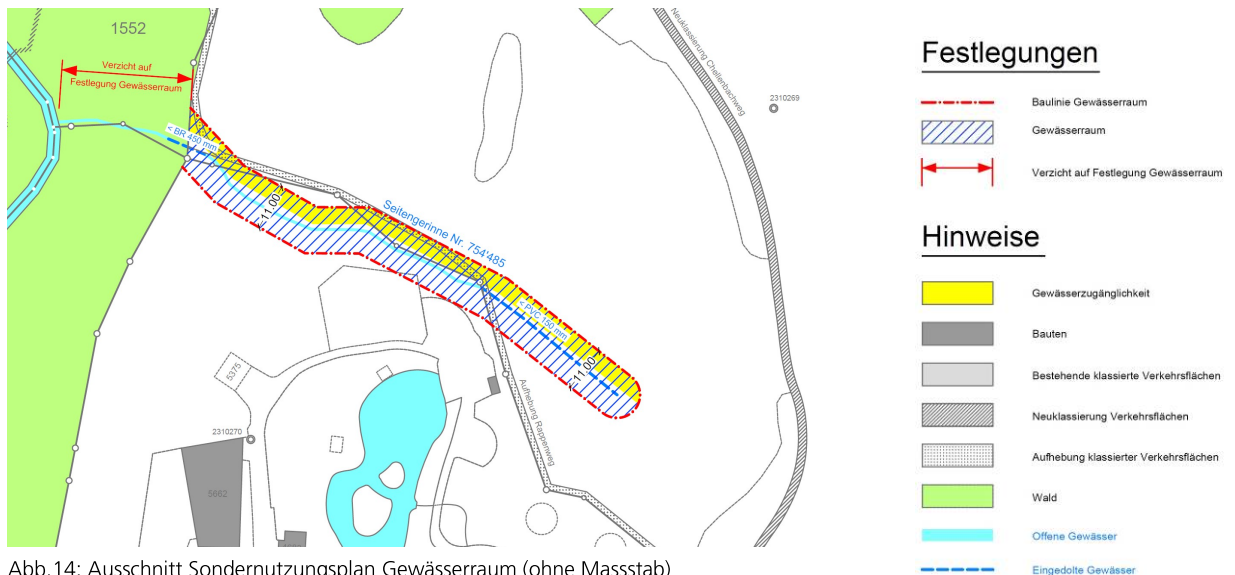 1552
Verzicht auf
Festlegung Gewässerraum
< BR 450 mm
11.00
Seitengerinne Nr. 754'485
< PVC 150 mm
11.00
Neuklassierung Chellenbachweg
2310269
5375
2310270
5662
Aufhebung Rappenweg
Abb.14: Ausschnitt Sondernutzungsplan Gewässerraum (ohne Massstab)
Festlegungen
Baulinie Gewässerraum
Gewässerraum
Verzicht auf Festlegung Gewässerraum
Hinweise
Gewässerzugänglichkeit
Bauten
Bestehende klassierte Verkehrsflächen
Neuklassierung Verkehrsflächen
Aufhebung klassierter Verkehrsflächen
Wald
Offene Gewässer
Eingedolte Gewässer